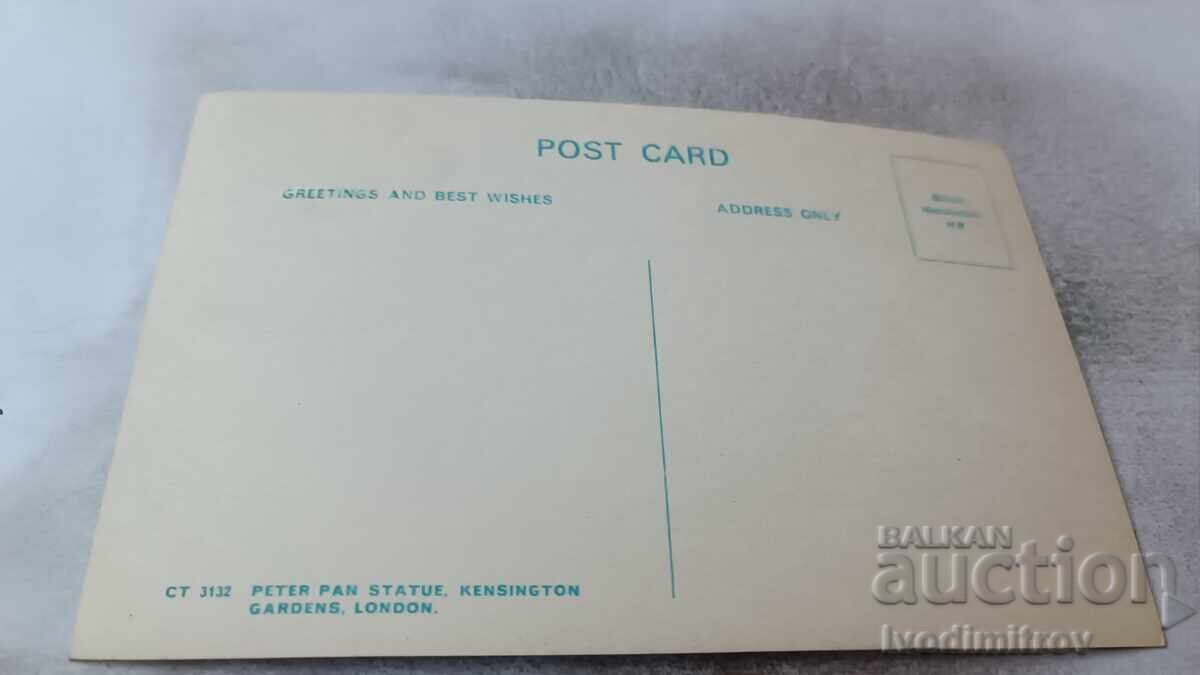 POST CARD
GREETINGS AND BEST WISHES
ADDRESS ONLY
CT 3132 PETER PAN STATUE, KENSINGTON
GARDENS, LONDON.
BALKAN
auction
Ivodimitrov